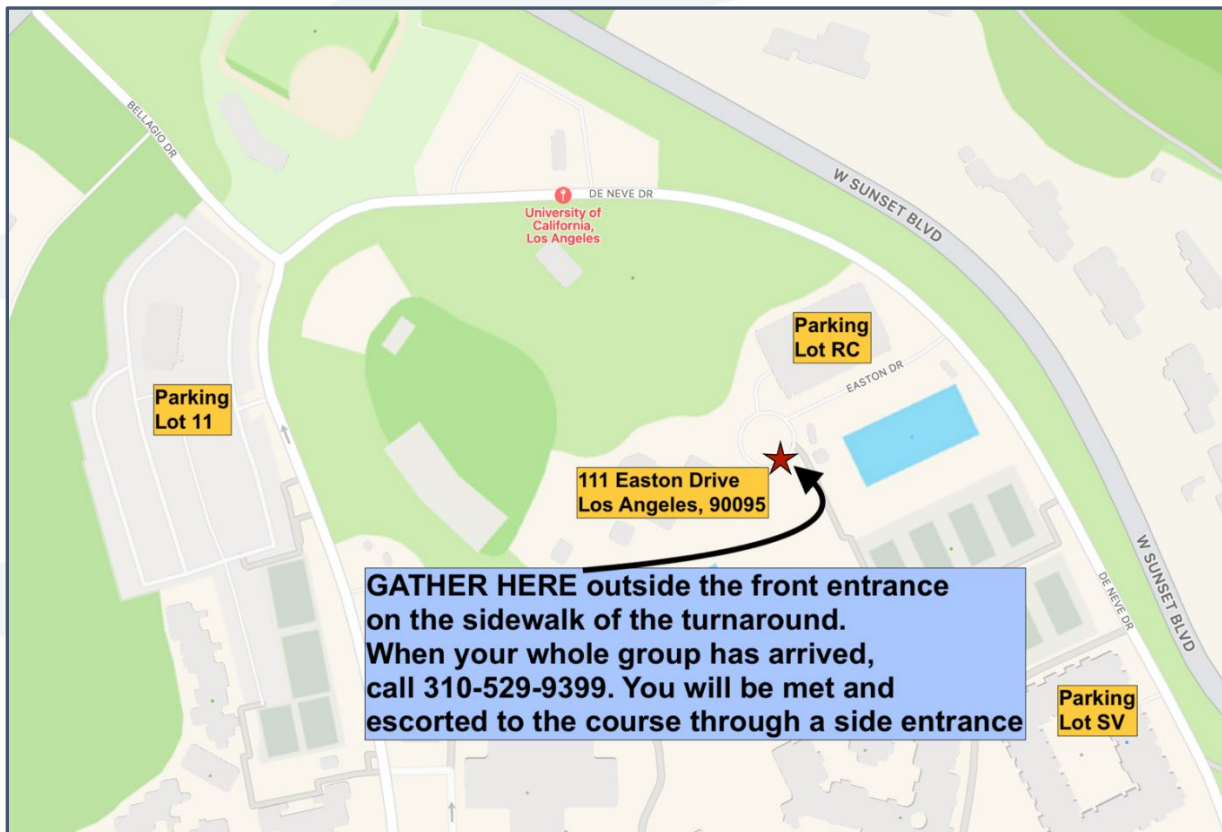 BELLAGIO DR
DE NEVE DR
University of
California,
Los Angeles
W SUNSET BLVD
Parking
Lot RC
EASTON DR
Parking
Lot 11
111 Easton Drive
Los Angeles, 90095
GATHER HERE outside the front entrance
on the sidewalk of the turnaround.
When your whole group has arrived,
call 310-529-9399. You will be met and
escorted to the course through a side entrance
W SUNSET BLVD
DE NEVE DR
Parking
Lot SV